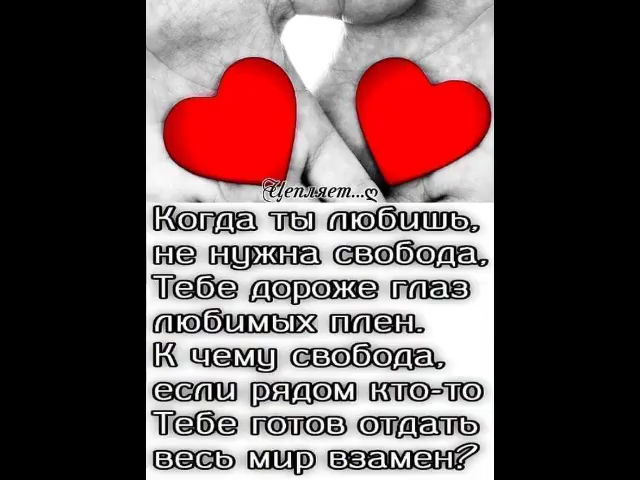 Цепляет...ღ
Когда ты любишь,
не нужна свобода,
Тебе дороже глаз
любимых плен.
К чему свобода,
если рядом кто-то
Тебе готов отдать
весь мир взамен?